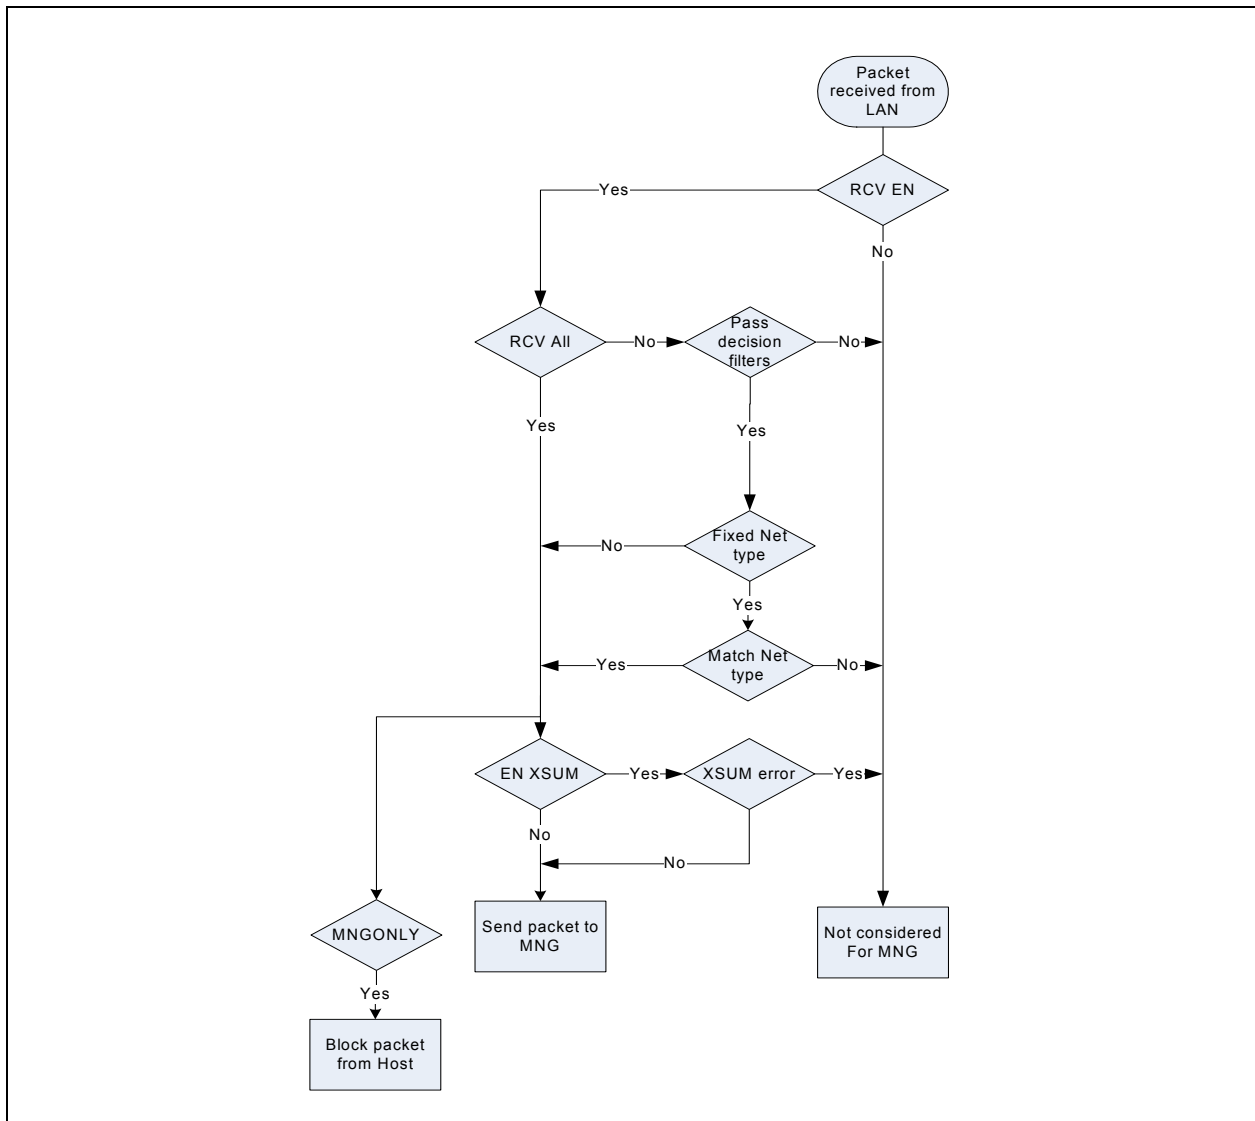 Packet
received from
LAN
RCV EN
Yes
No
RCV All
No
Pass
decision
filters
No
Yes
Yes
Fixed Net
type
No
Yes
Match Net
type
Yes
No
EN XSUM
Yes
XSUM error
Yes
No
No
MNGONLY
Send packet to
MNG
Not considered
For MNG
Yes
Block packet
from Host